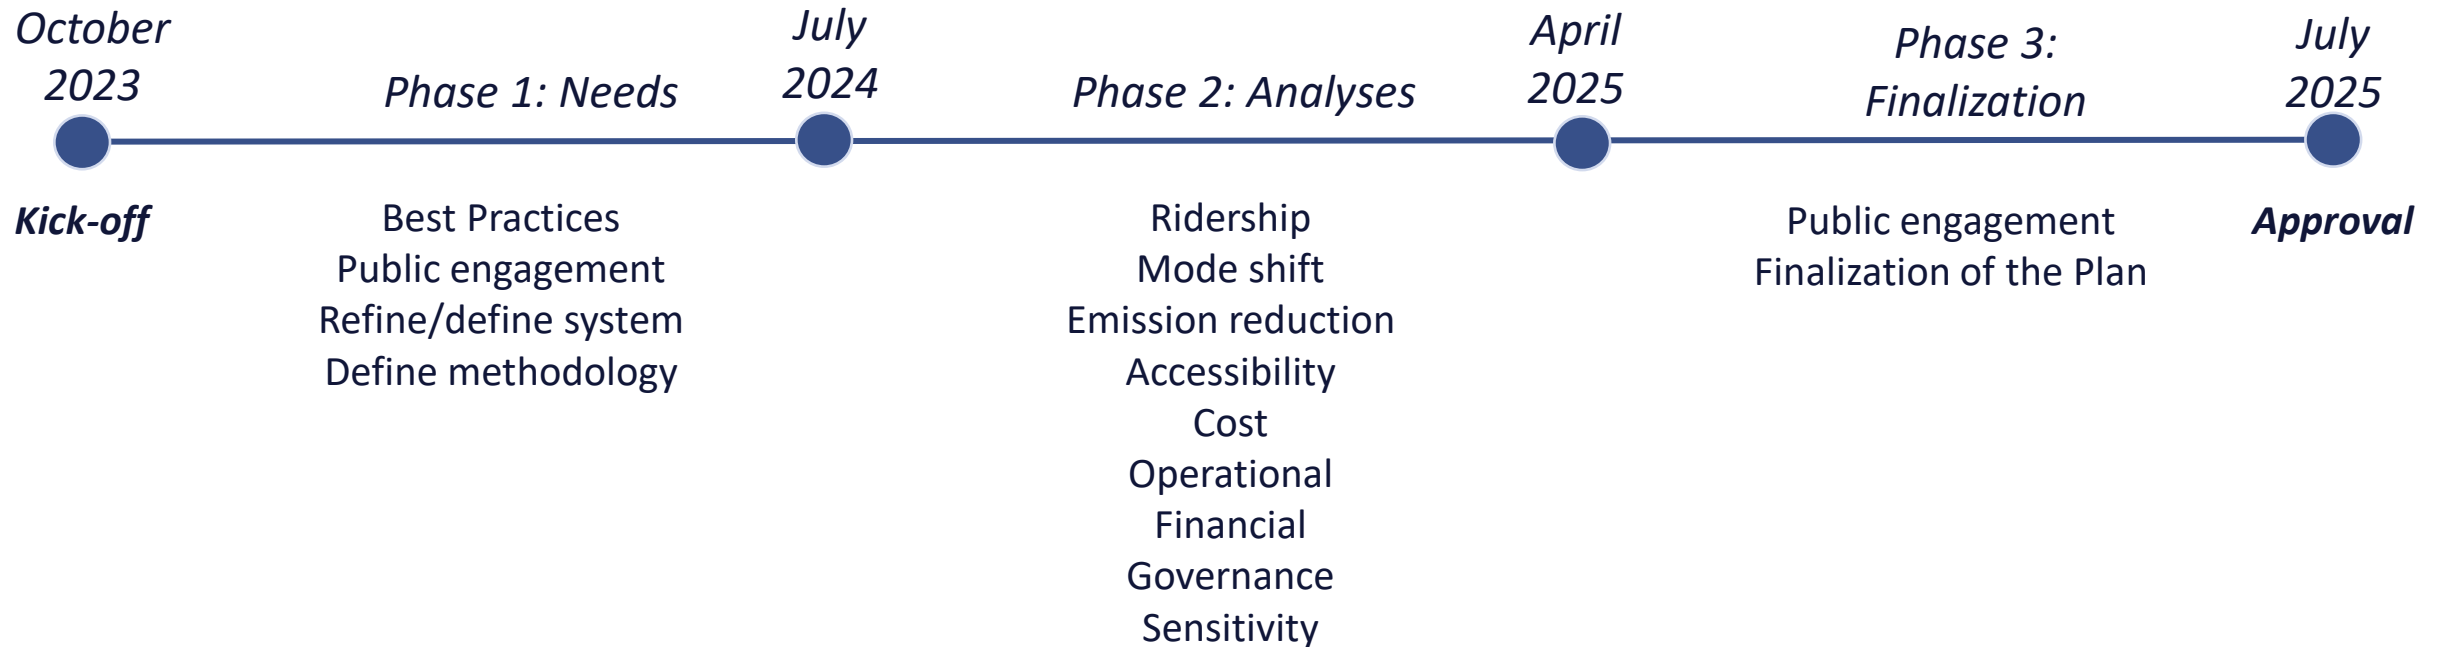 October
2023
Phase 1: Needs
July
2024
Phase 2: Analyses
April
2025
Phase 3:
Finalization
July
2025
Kick-off
Best Practices
Public engagement
Refine/define system
Define methodology
Ridership
Mode shift
Emission reduction
Accessibility
Cost
Operational
Financial
Governance
Sensitivity
Public engagement
Finalization of the Plan
Approval